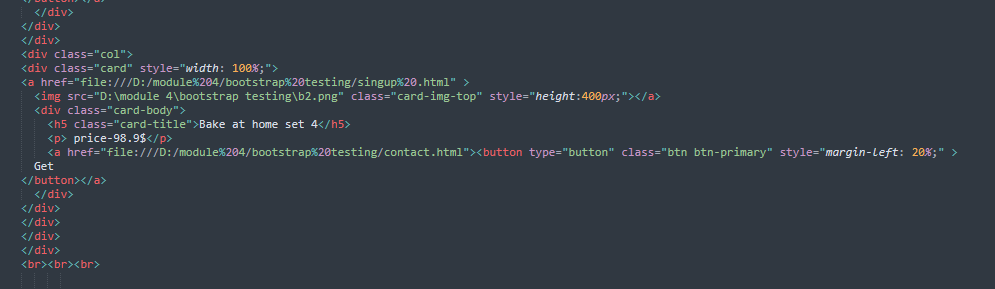 </button></a>
</div>
</div>
</div>
<div class="col">
<div class="card" style="width: 100%;">
<a href="file:///D:/module%204/bootstrap%20testing/singup%20.html" >
<img src="D:\module 4\bootstrap testing\b2.png" class="card-img-top" style="height:400px;"></a>
<div class="card-body">
<h5 class="card-title">Bake at home set 4</h5>
<p> price-98.9$</p>
<a href="file:///D:/module%204/bootstrap%20testing/contact.html"><button type="button" class="btn btn-primary" style="margin-left: 20%;" >
Get
</button></a>
</div>
</div>
</div>
</div>
</div>
<br><br><br>